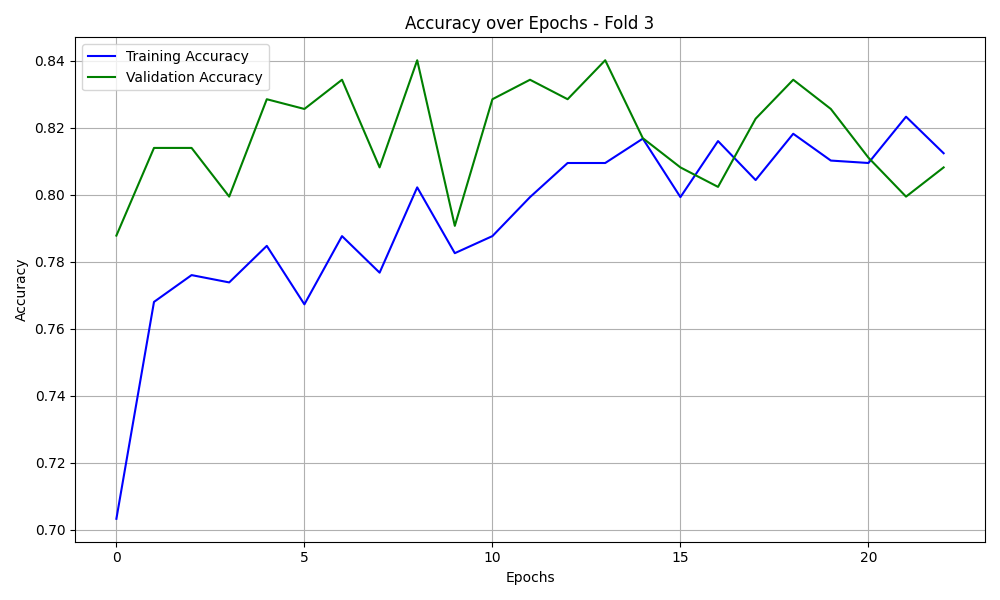 Accuracy over Epochs - Fold 3
Training Accuracy
Validation Accuracy
0.84
0.82
0.80
0.78
0.76
0.74
0.72
0.70
Accuracy
0 5 10 15 20
Epochs